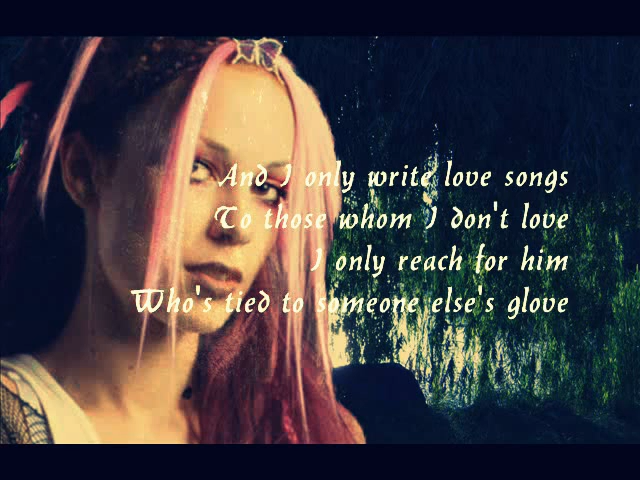 And I only write love songs
To those whom I don't love
I only reach for him
Who's tied to someone else's glove